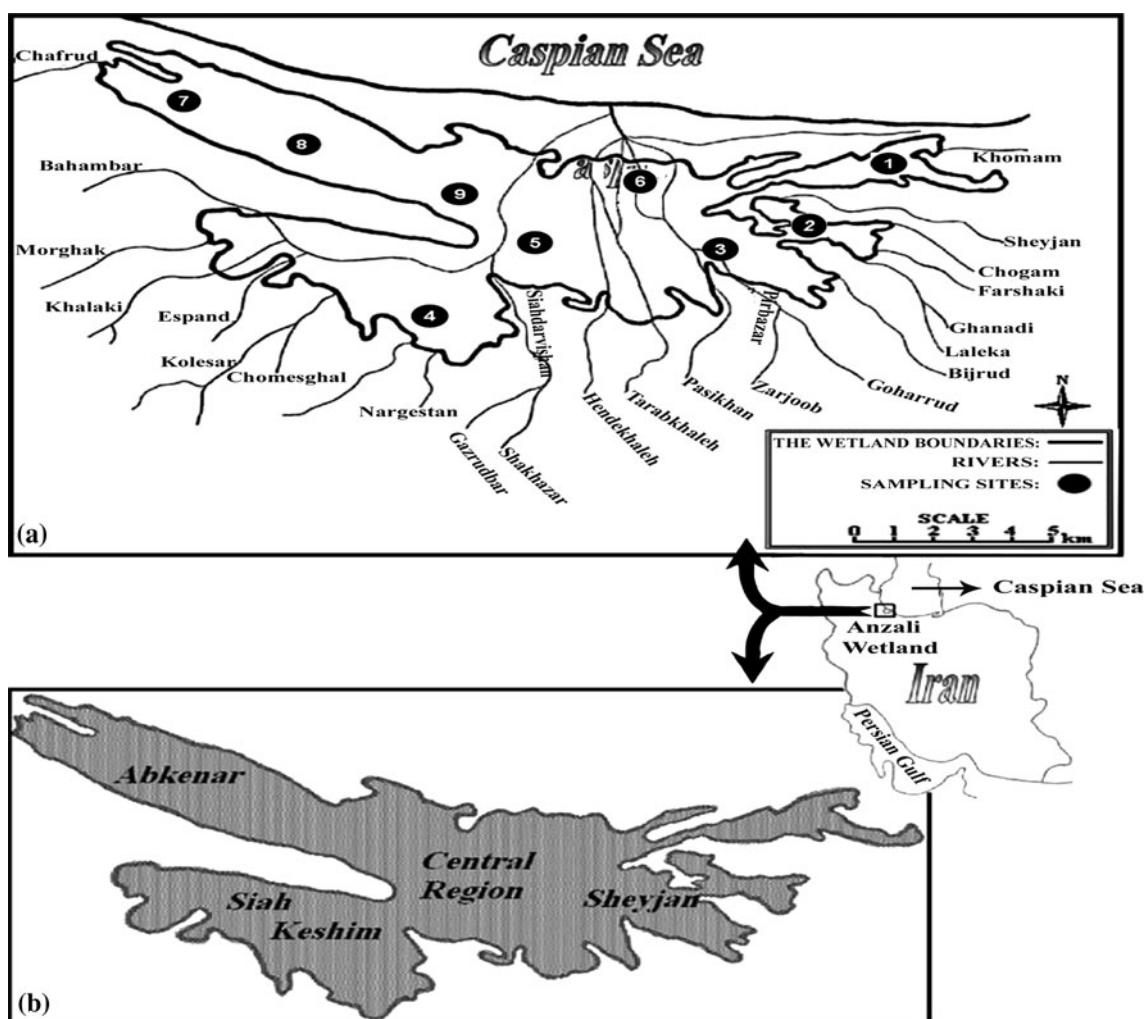 Caspian Sea
Chafrud
7
8
1
Khomam
Bahambar
6
9
2
Sheyjan
Morghak
5
3
Chogam
Farshaki
Khalaki
Espand
4
Siahdarvishan
Pirbazar
Ghanadi
Kolesar
Laleka
Chomesghal
Bijrud
Nargestan
Goharrud
Zarjoob
Pasikhan
Tarabkhaleh
Hendekhaleh
Shakhazar
Gazrudbar
N
THE WETLAND BOUNDARIES:
RIVERS:
SAMPLING SITES:
SCALE
0 1 2 3 4 5 km
(a)
Caspian Sea
Anzali
Wetland
Iran
Persian Gulf
Abkenar
Central
Region
Siah
Keshim
Sheyjan
(b)